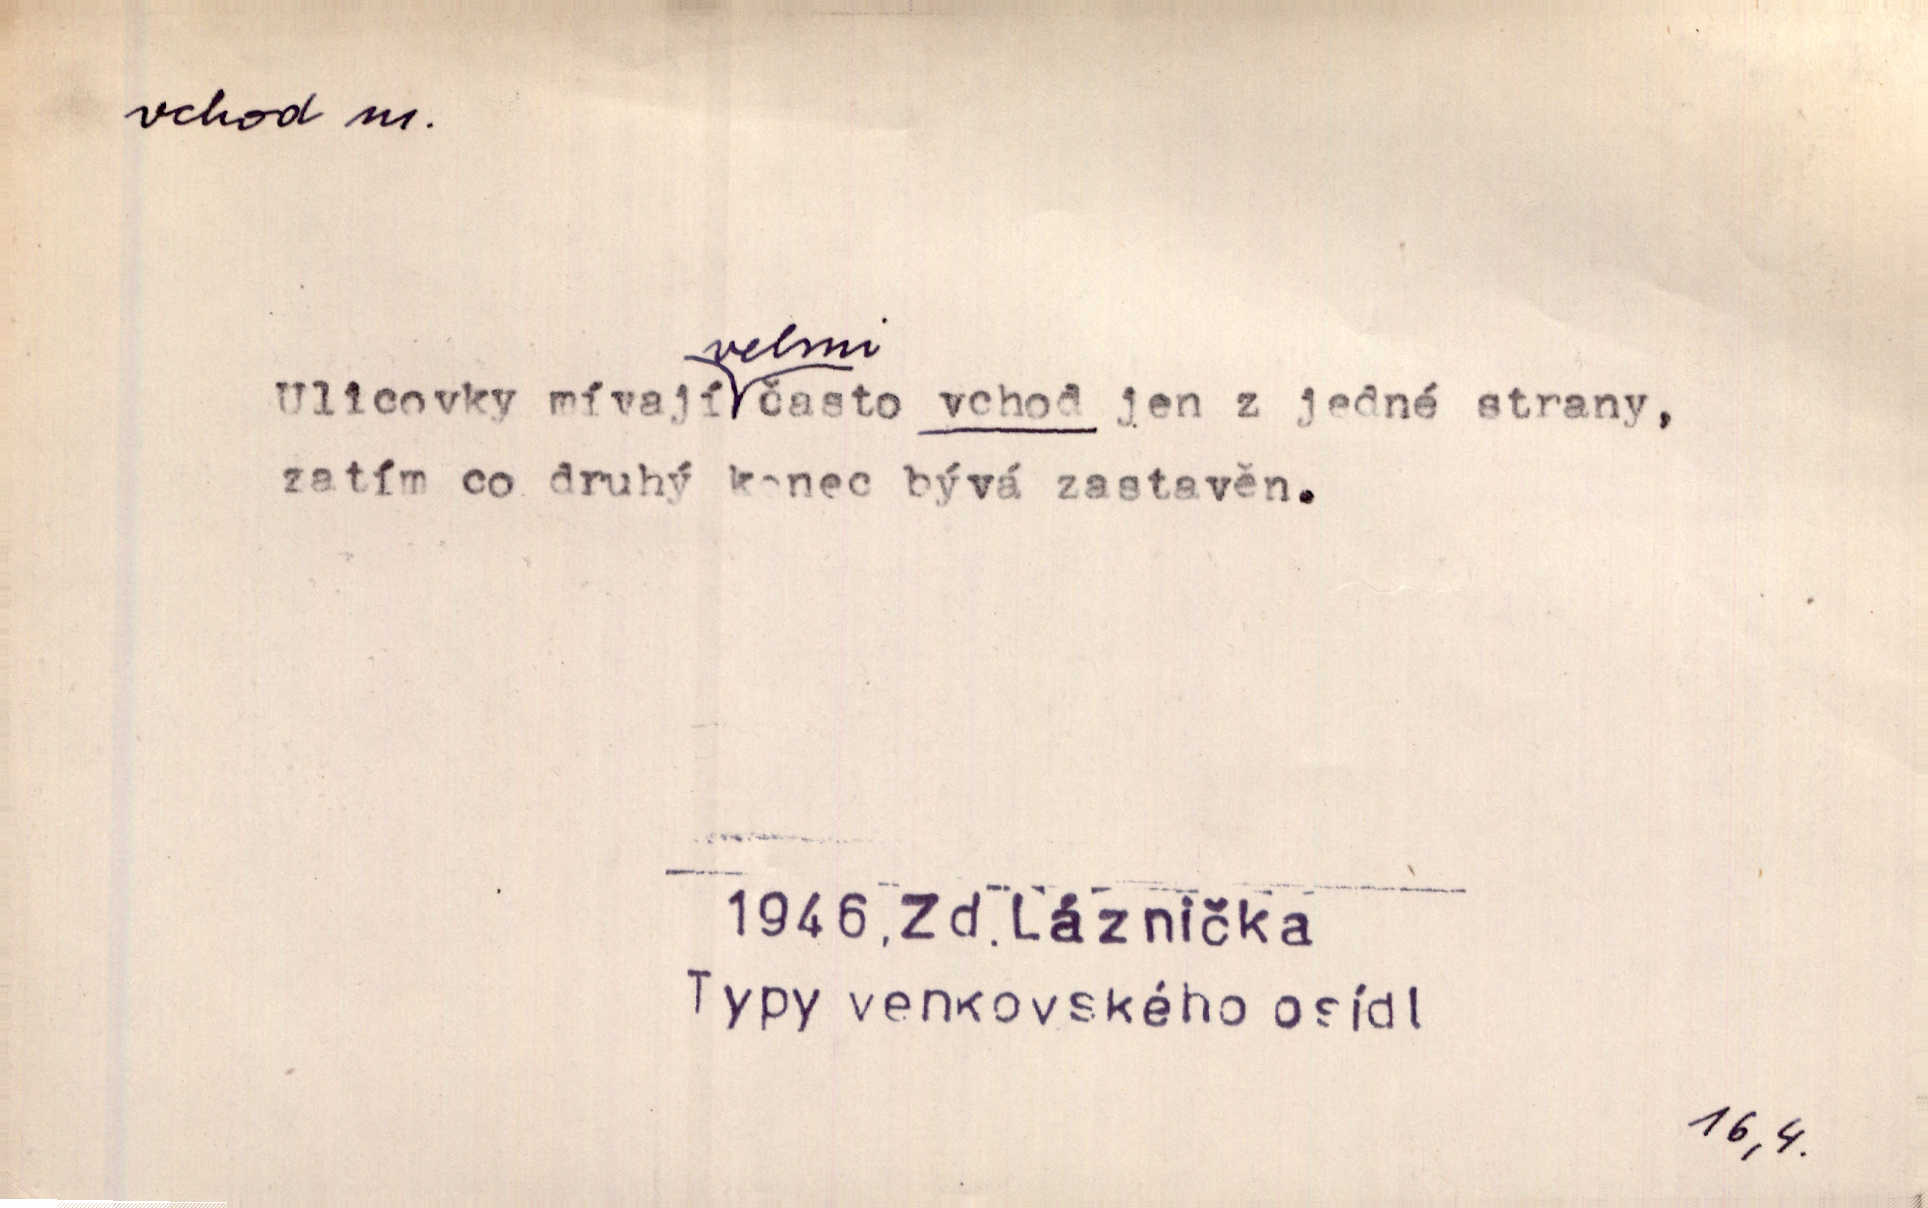 vchod m.
velmi
Ulicovky mívají často vchod jen z jedné strany,
zatím co druhý konec bývá zastavěn.
1946, Zd. Láznička
Typy venkovského osídl
16,4.